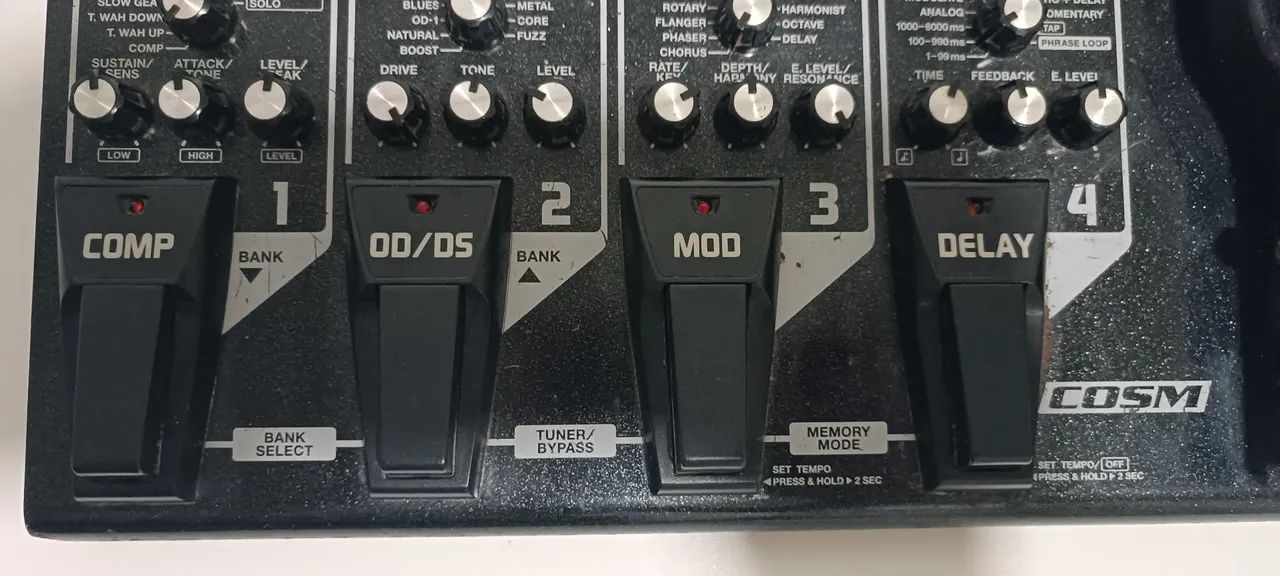 SLOW GEA
T. WAH DOWN
T. WAH UP
COMP
SOLO
BLUES
OD-1
NATURAL
BOOST
METAL
CORE
FUZZ
ROTARY
FLANGER
PHASER
CHORUS
HARMONIST
OCTAVE
DELAY
ANALOG
1000-6000 ms
100-990 ms
1-99 ms
+ DELAY
OMENTARY
TAP
PHRASE LOOP
SUSTAIN/
SENS
ATTACK/
TONE
LEVEL/
PEAK
DRIVE
TONE
LEVEL
RATE/
KEY
DEPTH/
HARMONY
E. LEVEL/
RESONANCE
TIME
FEEDBACK
E. LEVEL
LOW
HIGH
LEVEL
1
2
3
4
COMP
OD/DS
MOD
DELAY
BANK
▼
BANK
▲
COSM
BANK
SELECT
TUNER/
BYPASS
MEMORY
MODE
SET TEMPO
◀PRESS & HOLD▶2 SEC
SET TEMPO/OFF
◀PRESS & HOLD▶2 SEC